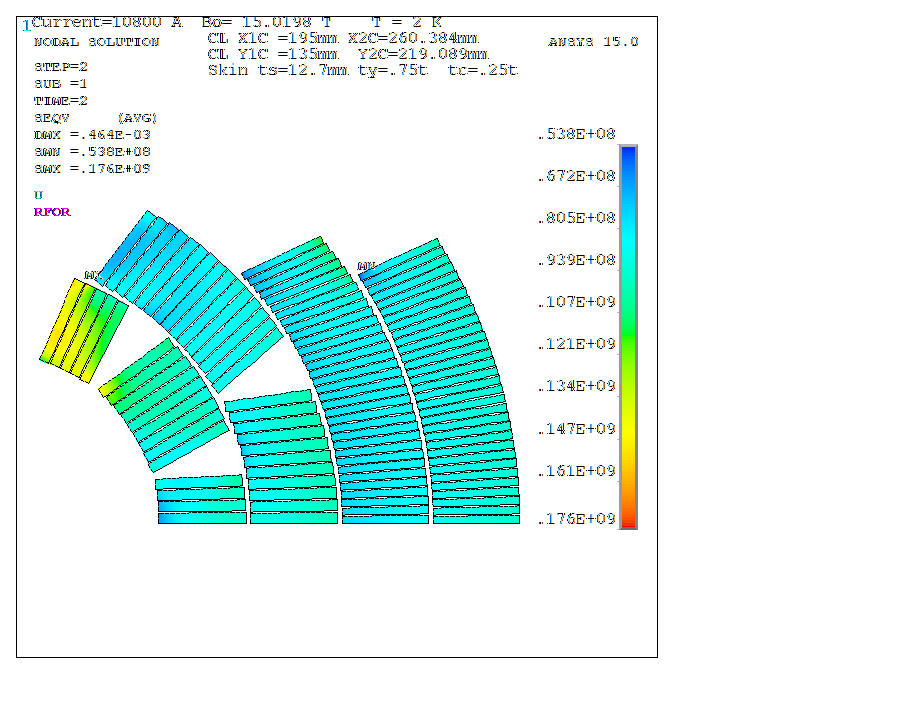 1 Current=10800 A Bo= 15.0198 T T = 2 K
CL X1C =195mm X2C=260.384mm
NODAL SOLUTION
ANSYS 15.0
CL Y1C =135mm Y2C=219.089mm
Skin ts=12.7mm ty=.75t tc=.25t
STEP=2
SUB =1
TIME=2
SEQV (AVG)
DMX =.464E-03
SMN =.538E+08
SMX =.176E+09
U
RFOR
.538E+08
.672E+08
.805E+08
.939E+08
.107E+09
.121E+09
.134E+09
.147E+09
.161E+09
.176E+09